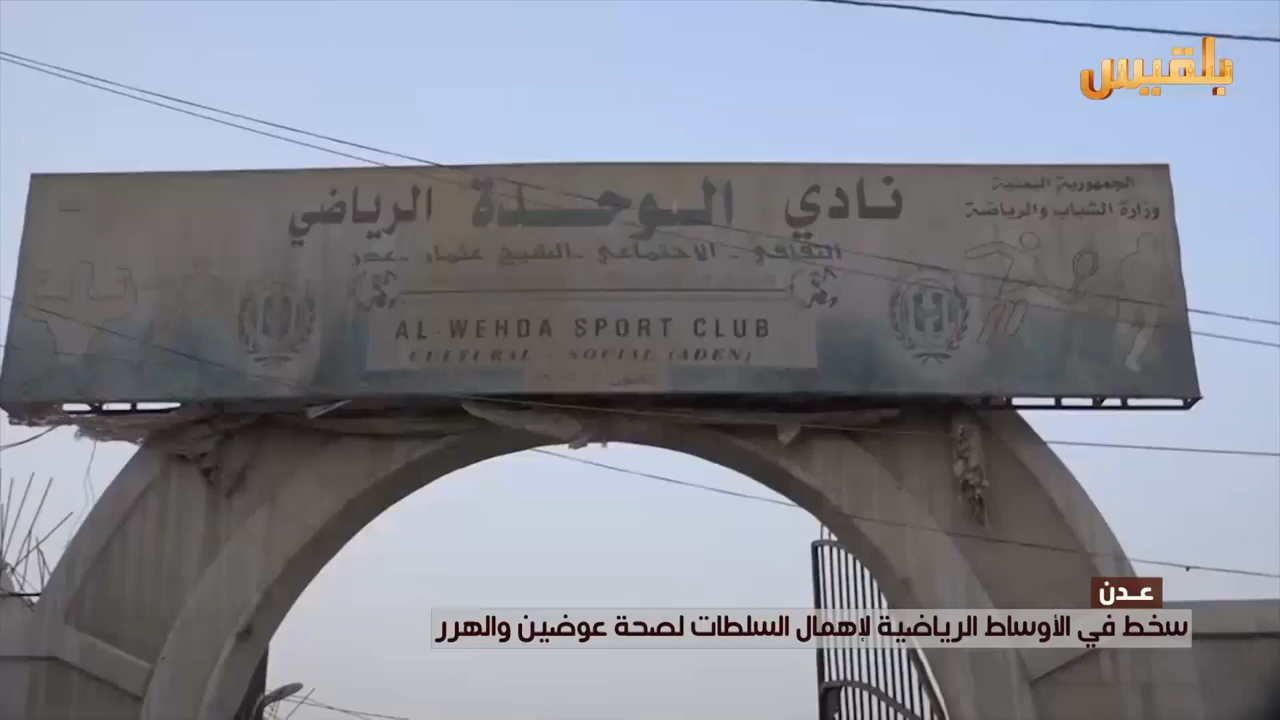 بلقيس
الجمهورية اليمنية
وزارة الشباب والرياضة
نادي الوحدة الرياضي
الثقافي - الاجتماعي - الشيخ عثمان - عدن
AL-WEHDA SPORT CLUB
CULTURAL - SOCIAL (ADEN)
عدن
سخط في الأوساط الرياضية لإهمال السلطات لصحة عوضين والهرر